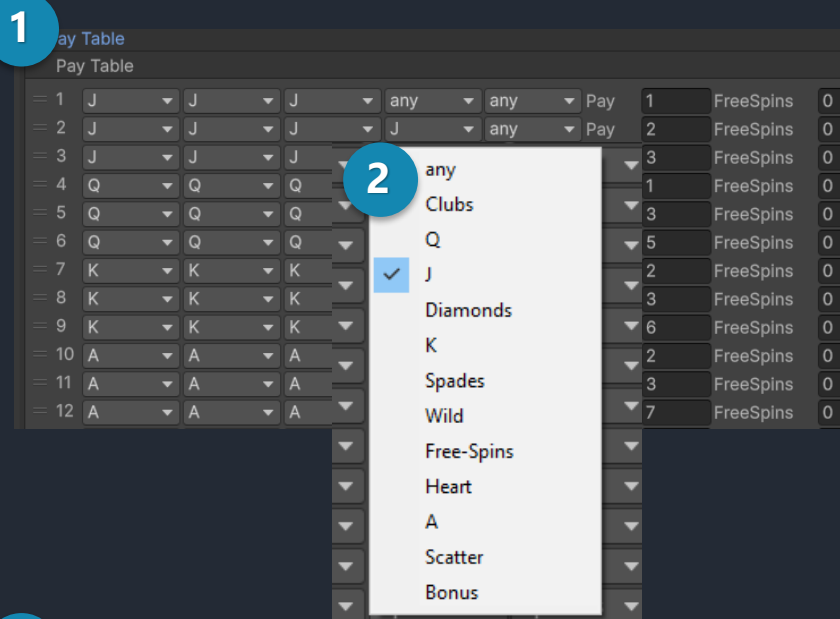 1
ay Table
Pay Table
= 1 J J J any any Pay 1 FreeSpins 0
= 2 J J J J any Pay 2 FreeSpins 0
= 3 J J J 3 FreeSpins 0
= 4 Q Q Q 1 FreeSpins 0
= 5 Q Q Q 3 FreeSpins 0
= 6 Q Q Q 5 FreeSpins 0
= 7 K K K 2 FreeSpins 0
= 8 K K K 3 FreeSpins 0
= 9 K K K 6 FreeSpins 0
= 10 A A A 2 FreeSpins 0
= 11 A A A 3 FreeSpins 0
= 12 A A A 7 FreeSpins 0
2
any
Clubs
Q
J
Diamonds
K
Spades
Wild
Free-Spins
Heart
A
Scatter
Bonus